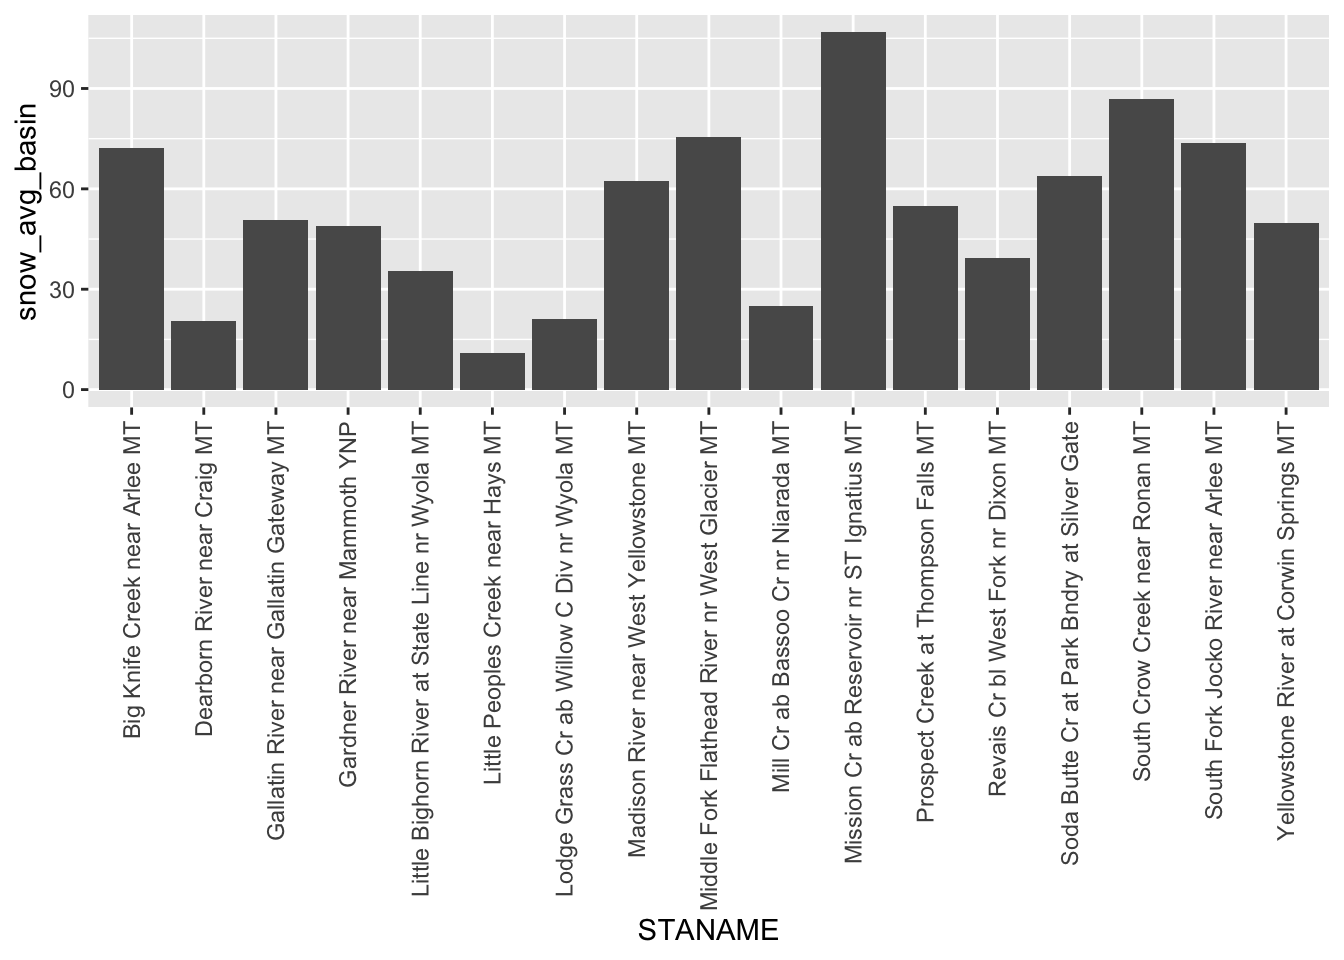 snow_avg_basin
90
60
30
0
Big Knife Creek near Arlee MT
Dearborn River near Craig MT
Gallatin River near Gallatin Gateway MT
Gardner River near Mammoth YNP
Little Bighorn River at State Line nr Wyola MT
Little Peoples Creek near Hays MT
Lodge Grass Cr ab Willow C Div nr Wyola MT
Madison River near West Yellowstone MT
Middle Fork Flathead River nr West Glacier MT
Mill Cr ab Bassoo Cr nr Niarada MT
Mission Cr ab Reservoir nr ST Ignatius MT
Prospect Creek at Thompson Falls MT
Revais Cr bl West Fork nr Dixon MT
Soda Butte Cr at Park Bndry at Silver Gate
South Crow Creek near Ronan MT
South Fork Jocko River near Arlee MT
Yellowstone River at Corwin Springs MT
STANAME